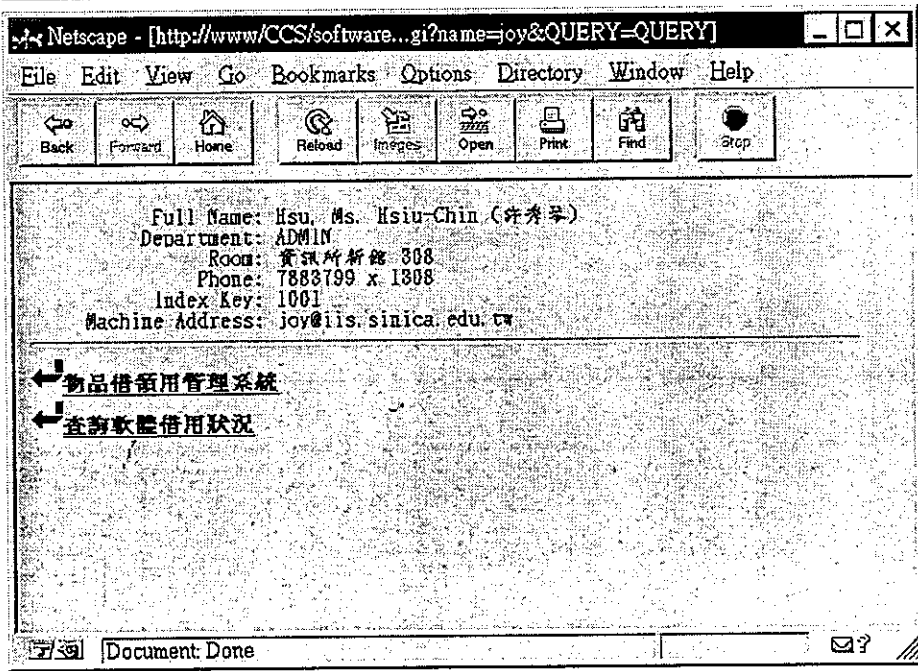 Netscape - [http://www/CCS/software...gi?name=joy&QUERY=QUERY]
File Edit View Go Bookmarks Options Directory Window Help
Back Forward Home Reload Images Open Print Find Stop
Full Name: Hsu, Ms. Hsiu-Chin (許秀琴)
Department: ADMIN
Room: 資訊所新館 308
Phone: 7883799 x 1308
Index Key: 1001
Machine Address: joy@iis.sinica.edu.tw
物品借領用管理系統
查詢軟體借用狀況
Document: Done